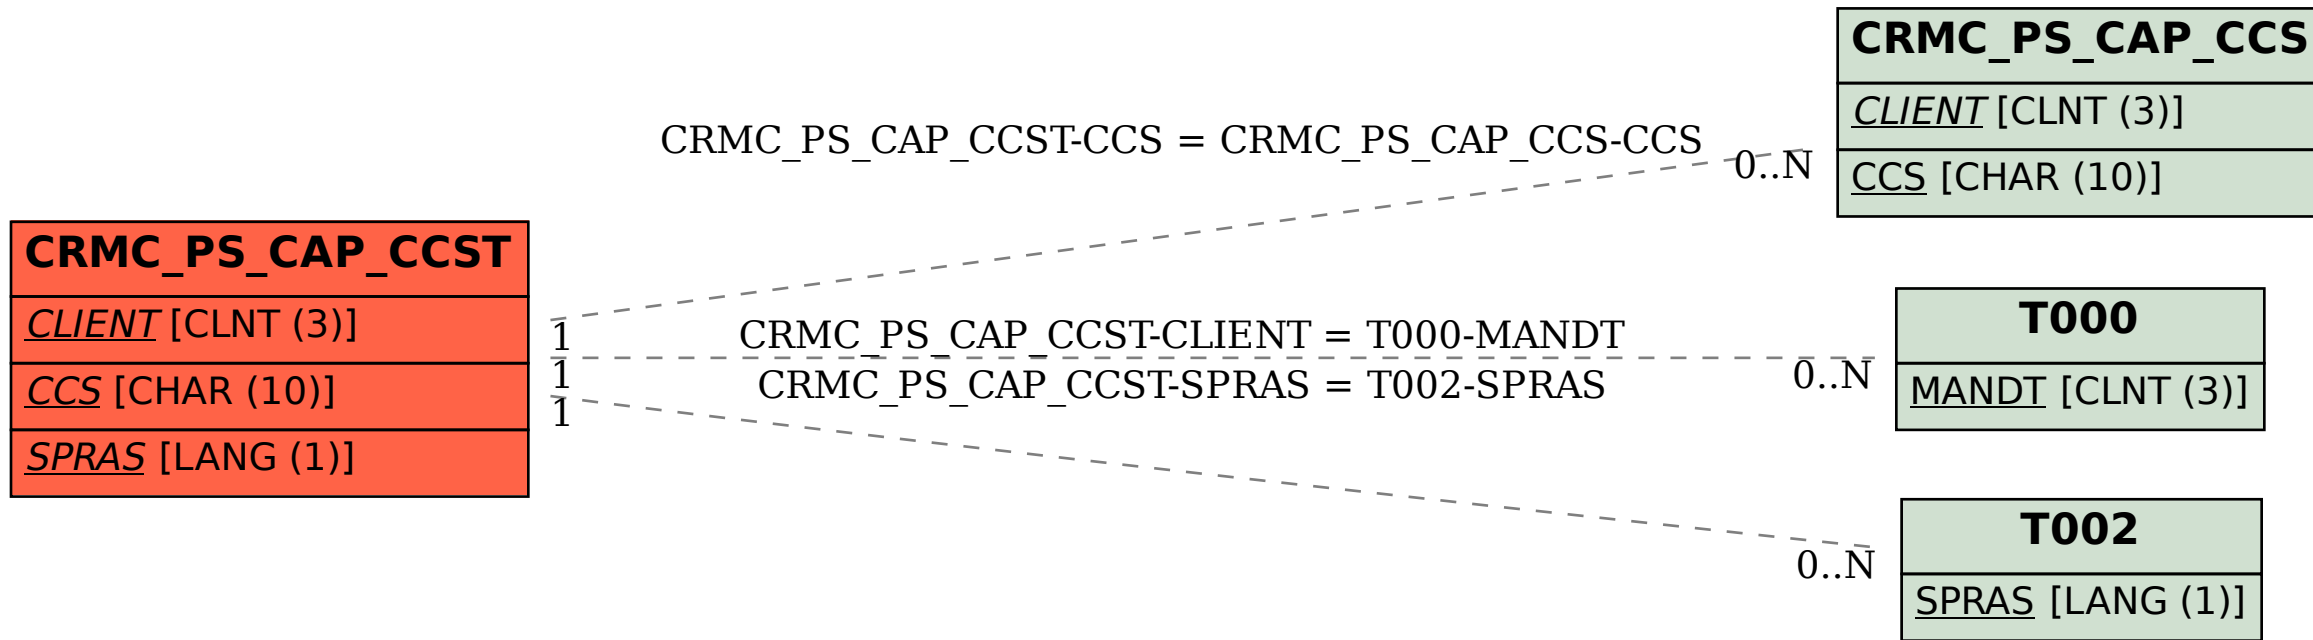 CRMC_PS_CAP_CCS
CLIENT [CLNT (3)]
CCS [CHAR (10)]
CRMC_PS_CAP_CCST-CCS = CRMC_PS_CAP_CCS-CCS
0..N
CRMC_PS_CAP_CCST
CLIENT [CLNT (3)]
CCS [CHAR (10)]
SPRAS [LANG (1)]
1
1
1
CRMC_PS_CAP_CCST-CLIENT = T000-MANDT
CRMC_PS_CAP_CCST-SPRAS = T002-SPRAS
0..N
T000
MANDT [CLNT (3)]
0..N
T002
SPRAS [LANG (1)]